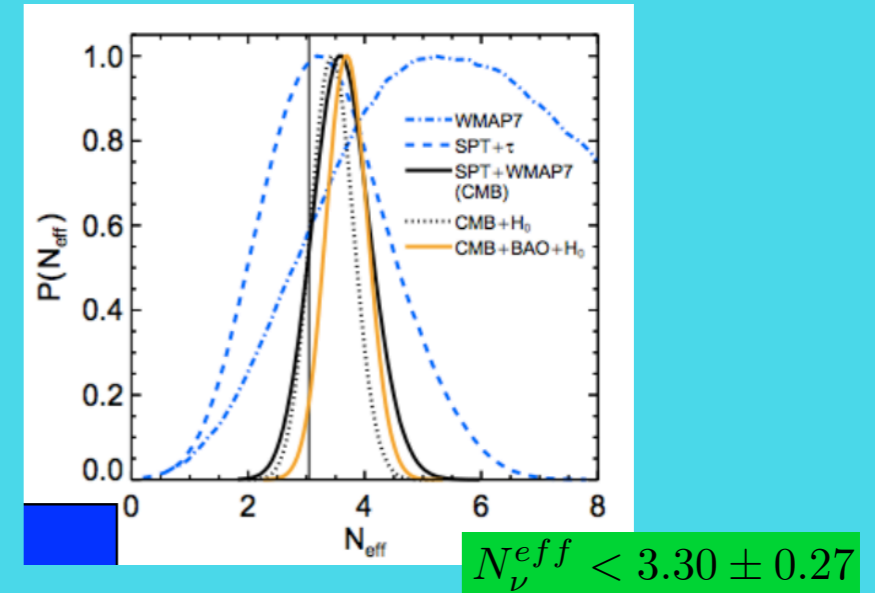 1.0
0.8
0.6
0.4
0.2
0.0
P(N_eff)
WMAP7
SPT+τ
SPT+WMAP7
(CMB)
CMB+H₀
CMB+BAO+H₀
0 2 4 6 8
N_eff
N_ν^{eff} < 3.30 ± 0.27